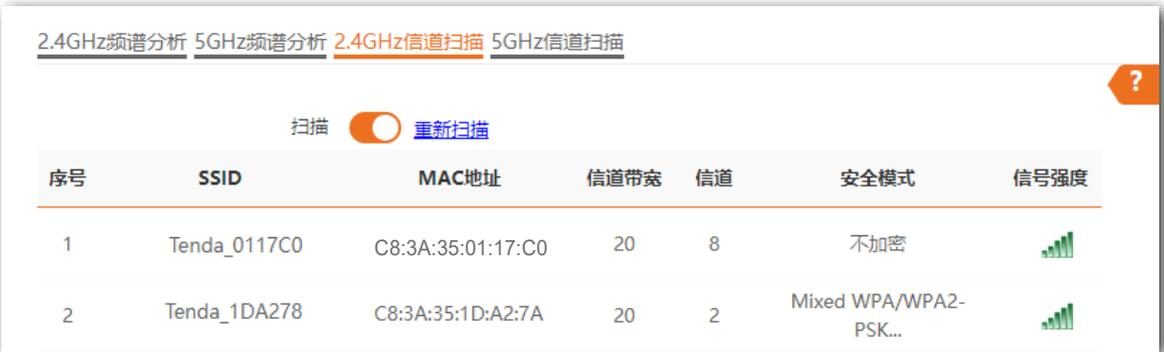 2.4GHz频谱分析 5GHz频谱分析 2.4GHz信道扫描 5GHz信道扫描
?
扫描 重新扫描
序号 SSID MAC地址 信道带宽 信道 安全模式 信号强度
1 Tenda_0117C0 C8:3A:35:01:17:C0 20 8 不加密
2 Tenda_1DA278 C8:3A:35:1D:A2:7A 20 2 Mixed WPA/WPA2-
PSK...